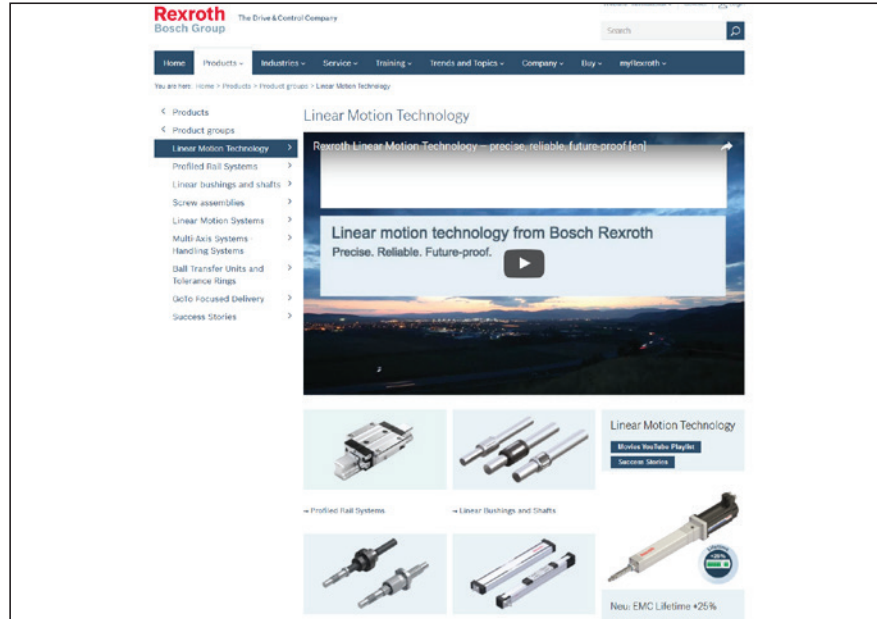 Rexroth
Bosch Group
The Drive & Control Company
Search
Home
Products
Industries
Service
Training
Trends and Topics
Company
Buy
myRexroth
You are here: Home > Products > Product groups > Linear Motion Technology
< Products
< Product groups
Linear Motion Technology >
Profiled Rail Systems >
Linear bushings and shafts >
Screw assemblies >
Linear Motion Systems >
Multi-Axis Systems -
Handling Systems >
Ball Transfer Units and >
Tolerance Rings
GoTo Focused Delivery >
Success Stories >
Linear Motion Technology
Rexroth Linear Motion Technology – precise, reliable, future-proof [en]
Linear motion technology from Bosch Rexroth
Precise. Reliable. Future-proof.
→ Profiled Rail Systems
→ Linear Bushings and Shafts
Linear Motion Technology
Movies YouTube Playlist
Success Stories
Rexroth
+25%
Neu: EMC Lifetime +25%